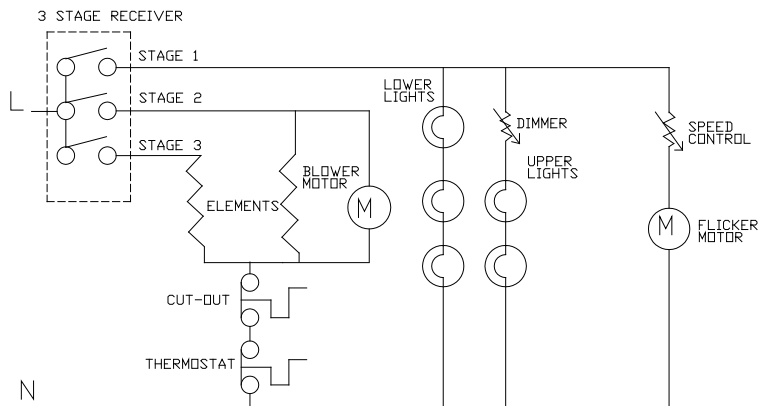 3 STAGE RECEIVER
STAGE 1
LOWER
LIGHTS
L
STAGE 2
DIMMER
SPEED
CONTROL
STAGE 3
UPPER
LIGHTS
BLOWER
MOTOR
ELEMENTS
M
M
FLICKER
MOTOR
CUT-OUT
THERMOSTAT
N